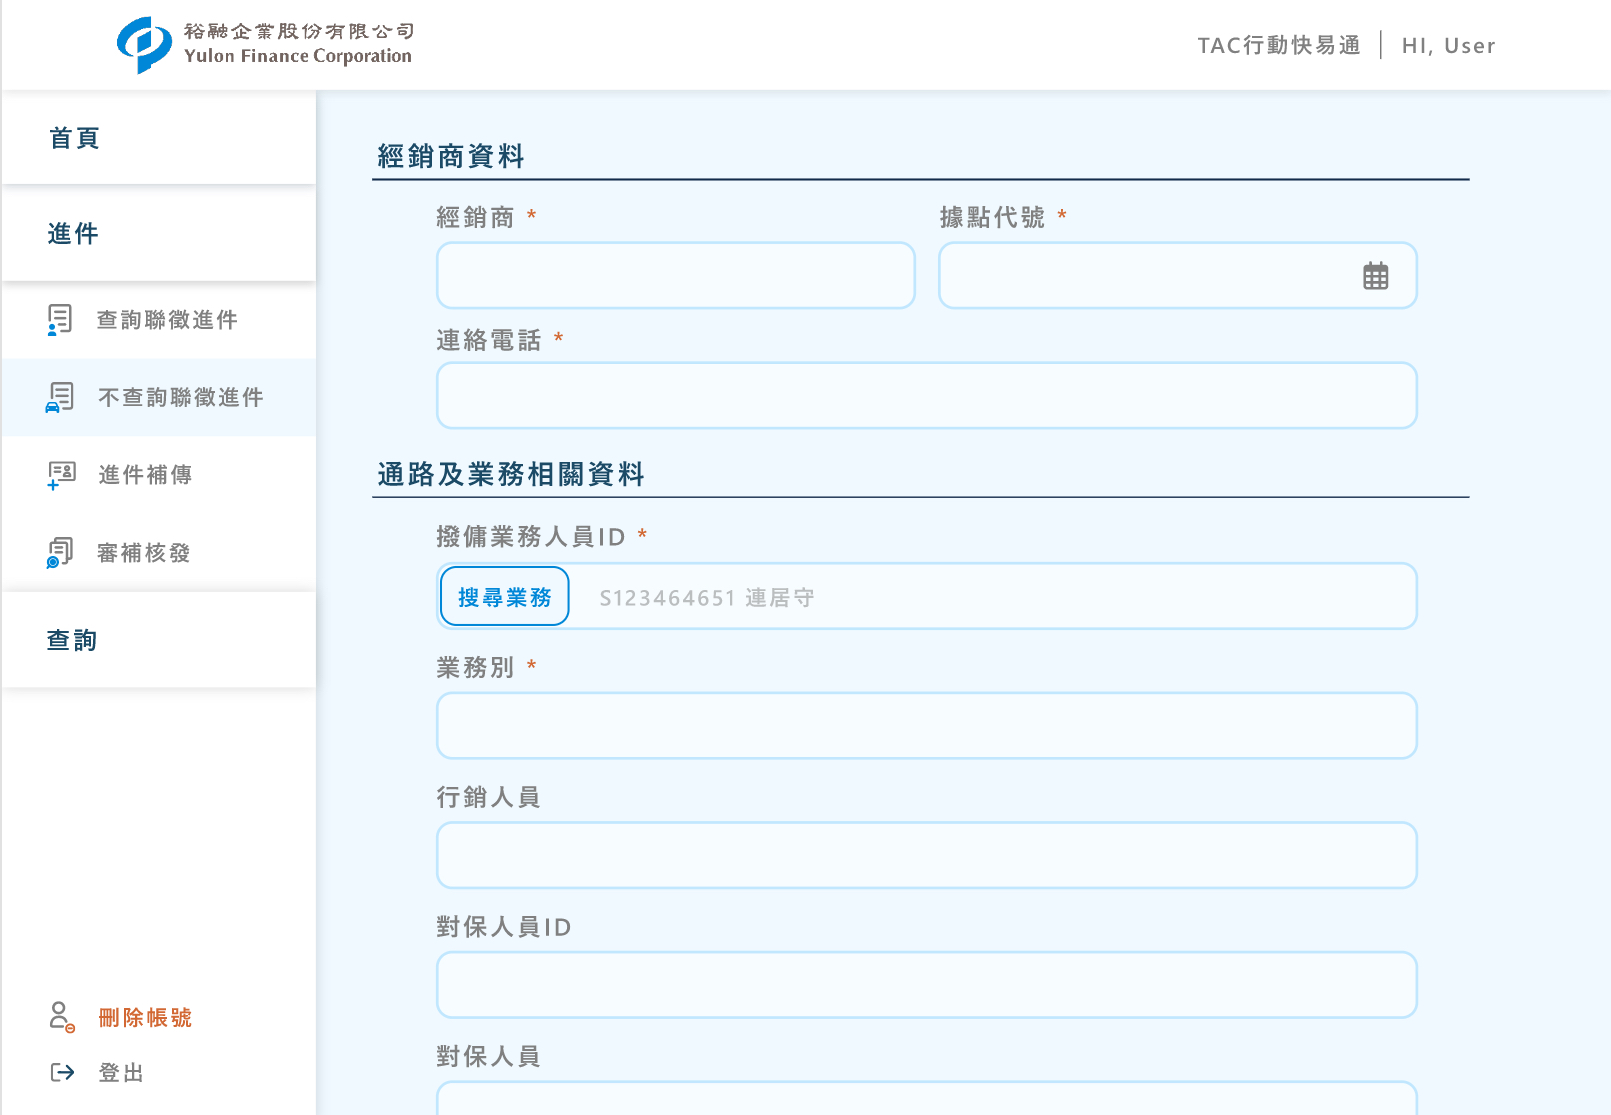 裕融企業股份有限公司
Yulon Finance Corporation
TAC行動快易通
HI, User
首頁
進件
查詢聯徵進件
不查詢聯徵進件
進件補傳
審補核發
查詢
刪除帳號
登出
經銷商資料
經銷商 *
據點代號 *
連絡電話 *
通路及業務相關資料
撥傭業務人員ID *
搜尋業務
S123464651 連居守
業務別 *
行銷人員
對保人員ID
對保人員